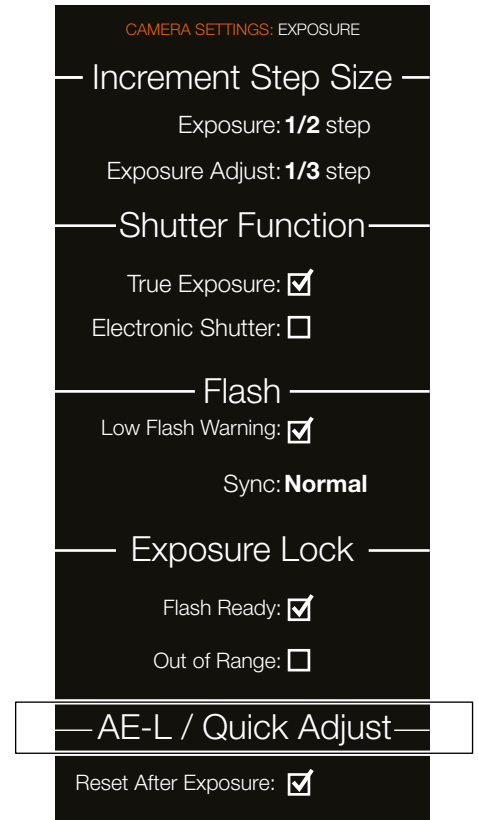 CAMERA SETTINGS: EXPOSURE
Increment Step Size
Exposure: 1/2 step
Exposure Adjust: 1/3 step
Shutter Function
True Exposure:
Electronic Shutter:
Flash
Low Flash Warning:
Sync: Normal
Exposure Lock
Flash Ready:
Out of Range:
AE-L / Quick Adjust
Reset After Exposure: